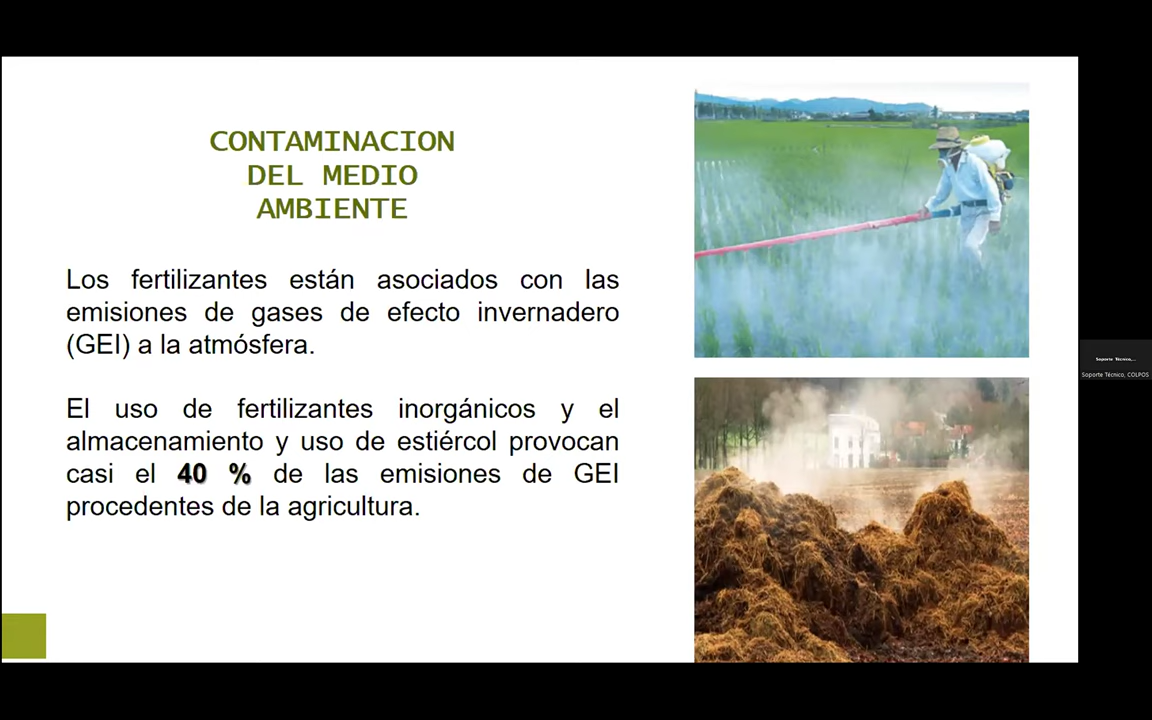 CONTAMINACION
DEL MEDIO
AMBIENTE
Los fertilizantes están asociados con las
emisiones de gases de efecto invernadero
(GEI) a la atmósfera.
El uso de fertilizantes inorgánicos y el
almacenamiento y uso de estiércol provocan
casi el 40 % de las emisiones de GEI
procedentes de la agricultura.
Soporte Técnico,...
Soporte Técnico, COLPOS